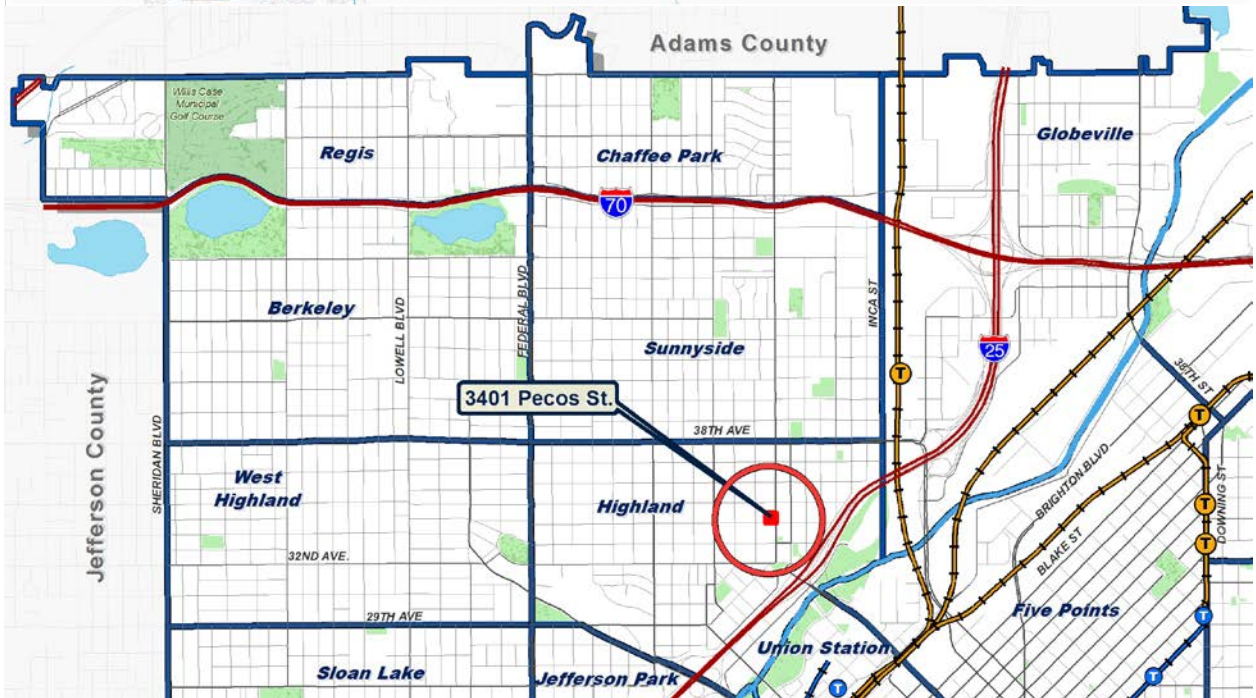 Adams County
Willis Case
Municipal
Golf Course
Regis
Chaffee Park
Globeville
70
Berkeley
LOWELL BLVD
FEDERAL BLVD
INCA ST
Sunnyside
25
T
38TH ST
3401 Pecos St.
T
Jefferson County
SHERIDAN BLVD
38TH AVE
West
Highland
Highland
BRIGHTON BLVD
BLAKE ST
DOWNING ST
T
T
32ND AVE.
29TH AVE
Five Points
T
Union Station
Sloan Lake
Jefferson Park
T
T